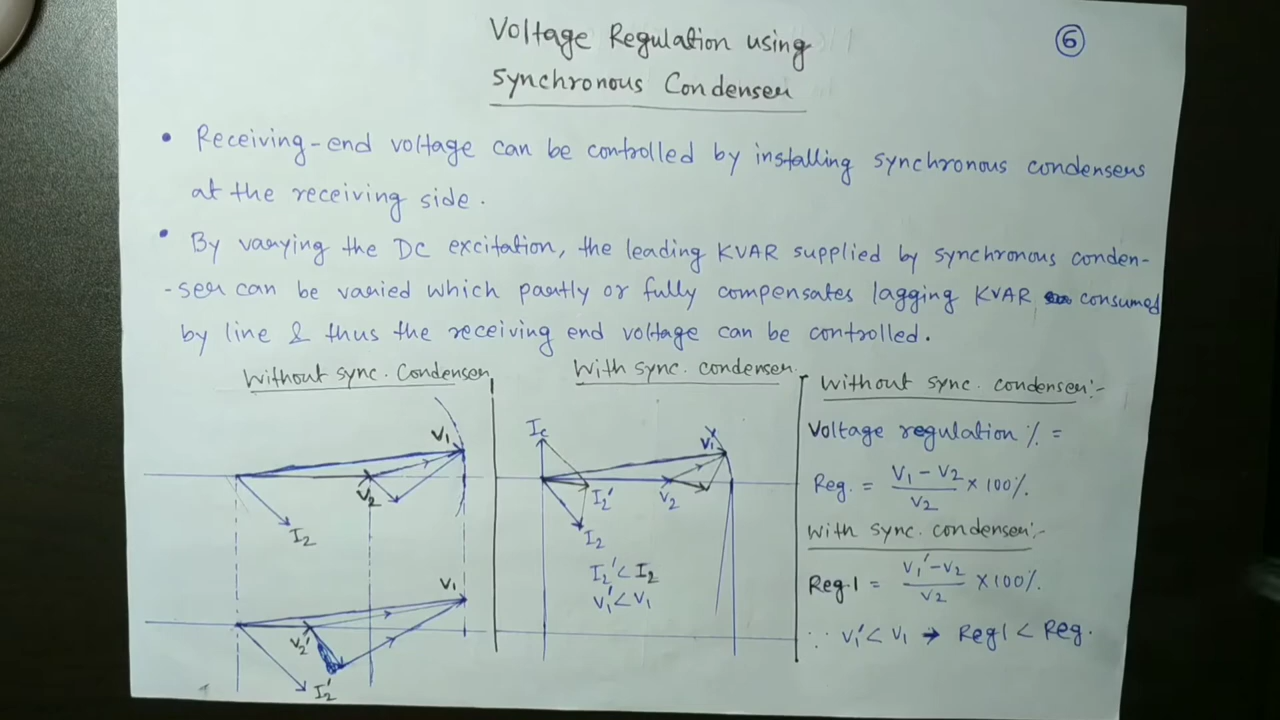 Voltage Regulation using
Synchronous Condenser
6
• Receiving-end voltage can be controlled by installing synchronous condensers
at the receiving side.
• By varying the DC excitation, the leading KVAR supplied by synchronous conden-
-ser can be varied which partly or fully compensates lagging KVAR consumed
by line & thus the receiving end voltage can be controlled.
Without sync. Condenser
V1
V2
I2
V1
V2'
I2'
With sync. condenser
Ic
V1'
I2'
V2
I2
I2' < I2
V1' < V1
Without sync. condenser:-
Voltage regulation % =
Reg. = V1 - V2 / V2 × 100%.
With sync. condenser:-
Reg.1 = V1' - V2 / V2 × 100%.
∵ V1' < V1 → Reg1 < Reg.